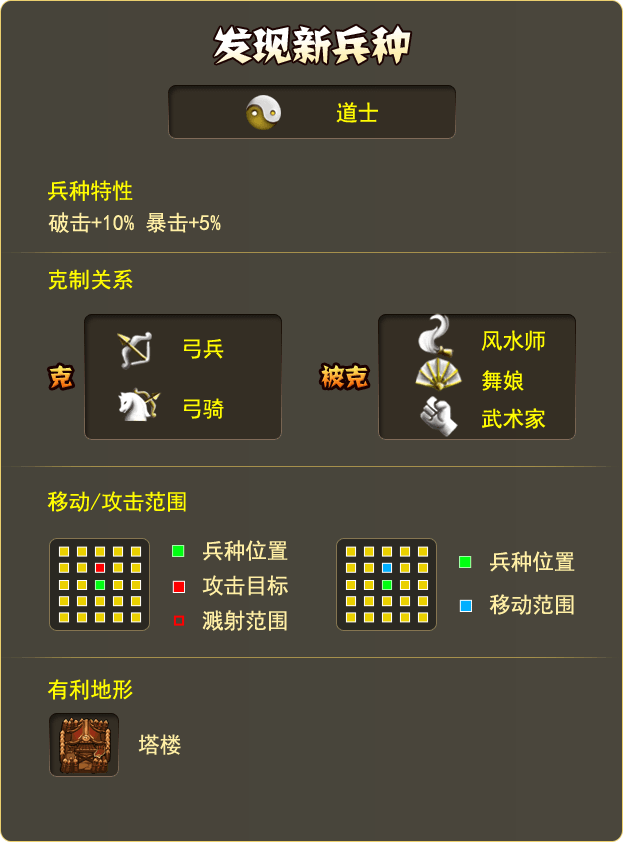 发现新兵种
道士
兵种特性
破击+10% 暴击+5%
克制关系
克
弓兵
弓骑
被克
风水师
舞娘
武术家
移动/攻击范围
兵种位置
攻击目标
溅射范围
兵种位置
移动范围
有利地形
塔楼